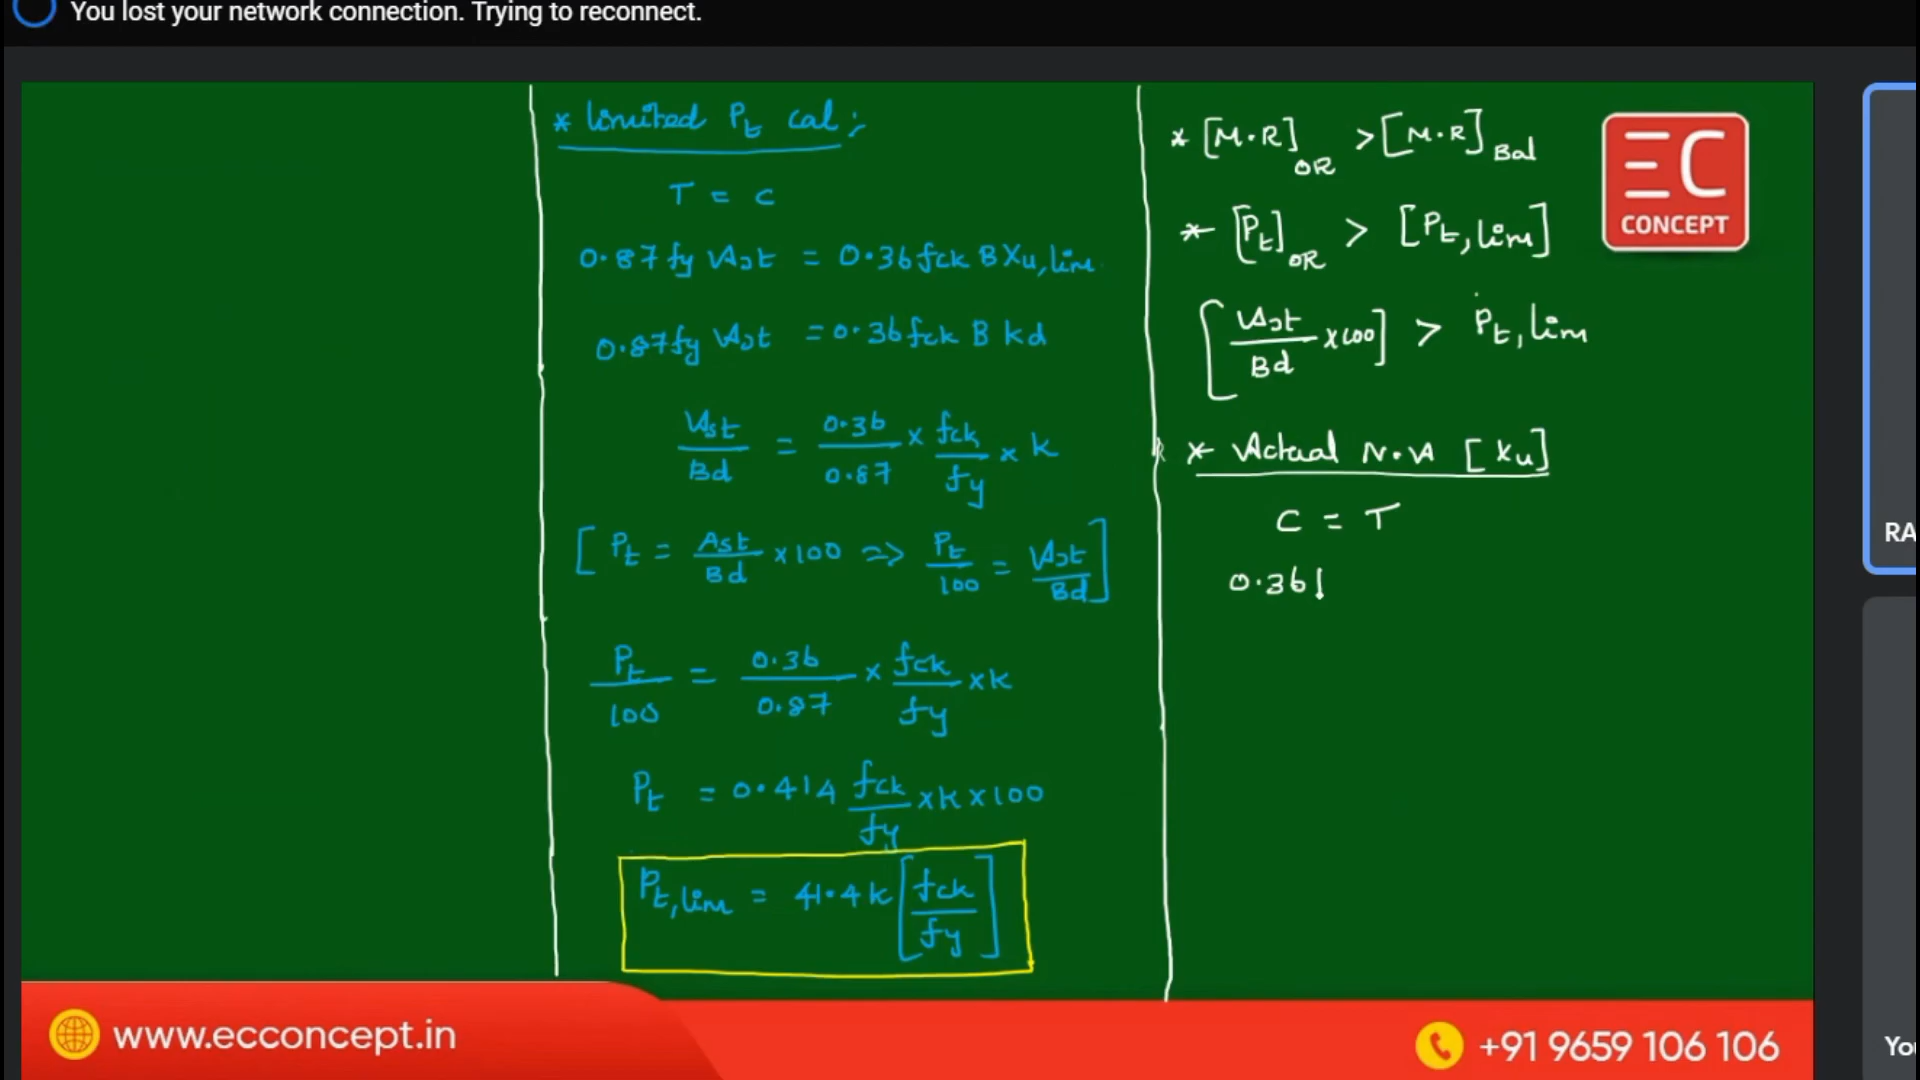 You lost your network connection. Trying to reconnect.
* limited Pt cal:
T = C
0.87 fy Ast = 0.36 fck B Xu,lim
0.87 fy Ast = 0.36 fck B kd
Ast/Bd = 0.36/0.87 × fck/fy × k
[ Pt = Ast/Bd × 100 => Pt/100 = Ast/Bd ]
Pt/100 = 0.36/0.87 × fck/fy × k
Pt = 0.414 fck/fy × k × 100
Pt,lim = 41.4 k [fck/fy]
* [M.R] OR > [M.R] Bal
* [Pt] OR > [Pt,lim]
[Ast/Bd × 100] > Pt,lim
* Actual N.A [Xu]
C = T
0.36
EC
CONCEPT
RA
You
www.ecconcept.in
+91 9659 106 106